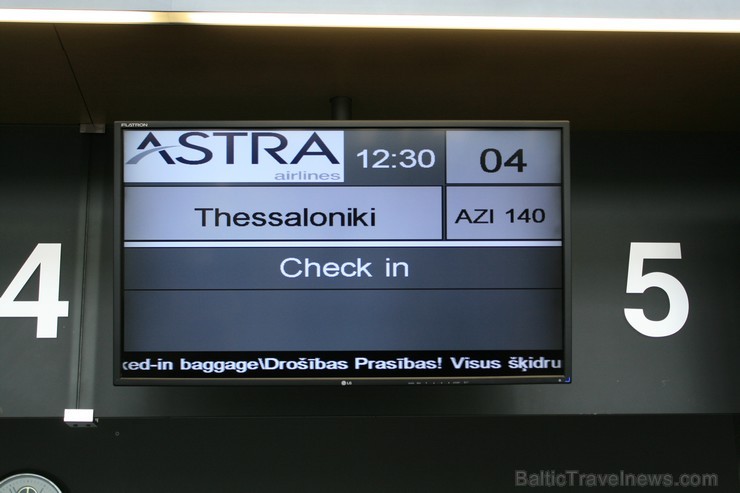 FLATRON
ASTRA
airlines
12:30
04
Thessaloniki
AZI 140
Check in
ked-in baggage\Drošības Prasības! Visus šķidru
LG
4
5
BalticTravelnews.com